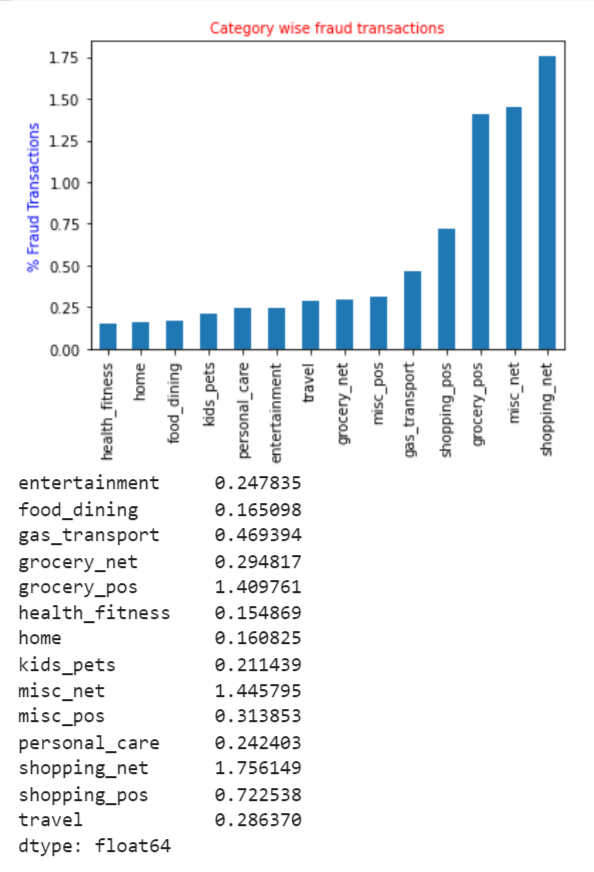 Category wise fraud transactions
% Fraud Transactions
1.75
1.50
1.25
1.00
0.75
0.50
0.25
0.00
health_fitness
home
food_dining
kids_pets
personal_care
entertainment
travel
grocery_net
misc_pos
gas_transport
shopping_pos
grocery_pos
misc_net
shopping_net
entertainment 0.247835
food_dining 0.165098
gas_transport 0.469394
grocery_net 0.294817
grocery_pos 1.409761
health_fitness 0.154869
home 0.160825
kids_pets 0.211439
misc_net 1.445795
misc_pos 0.313853
personal_care 0.242403
shopping_net 1.756149
shopping_pos 0.722538
travel 0.286370
dtype: float64